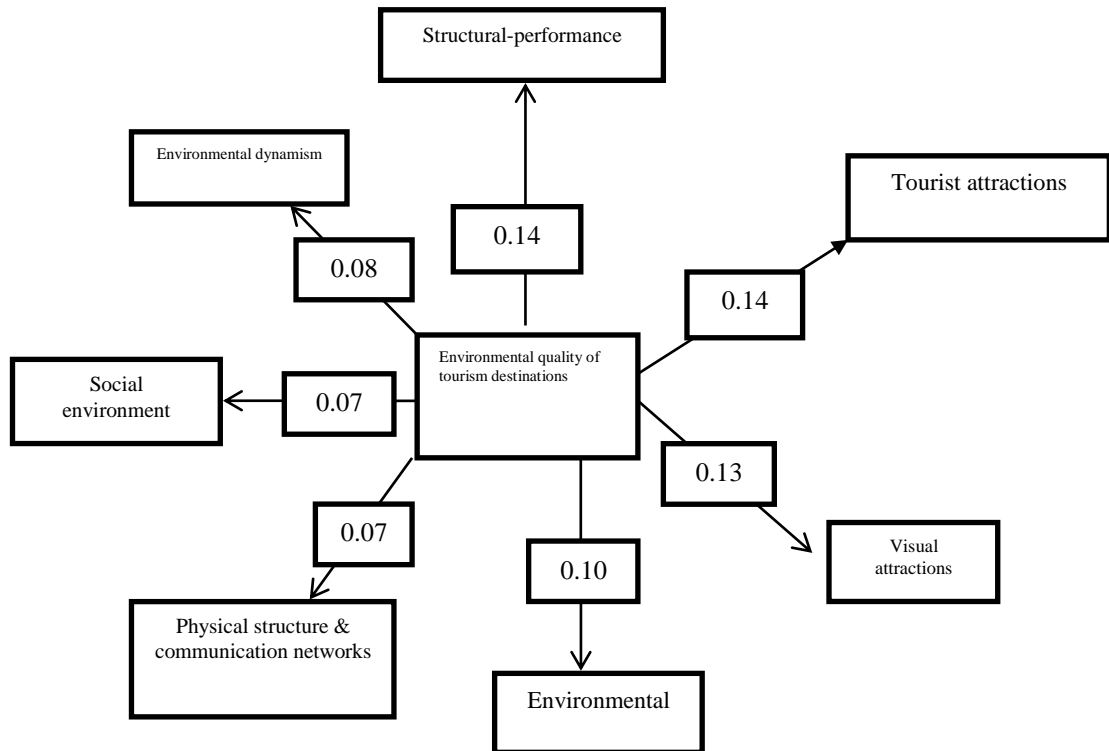 Structural-performance
Environmental dynamism
Tourist attractions
0.14
0.08
0.14
Environmental quality of
tourism destinations
Social
environment
0.07
0.13
0.07
Visual
attractions
0.10
Physical structure &
communication networks
Environmental